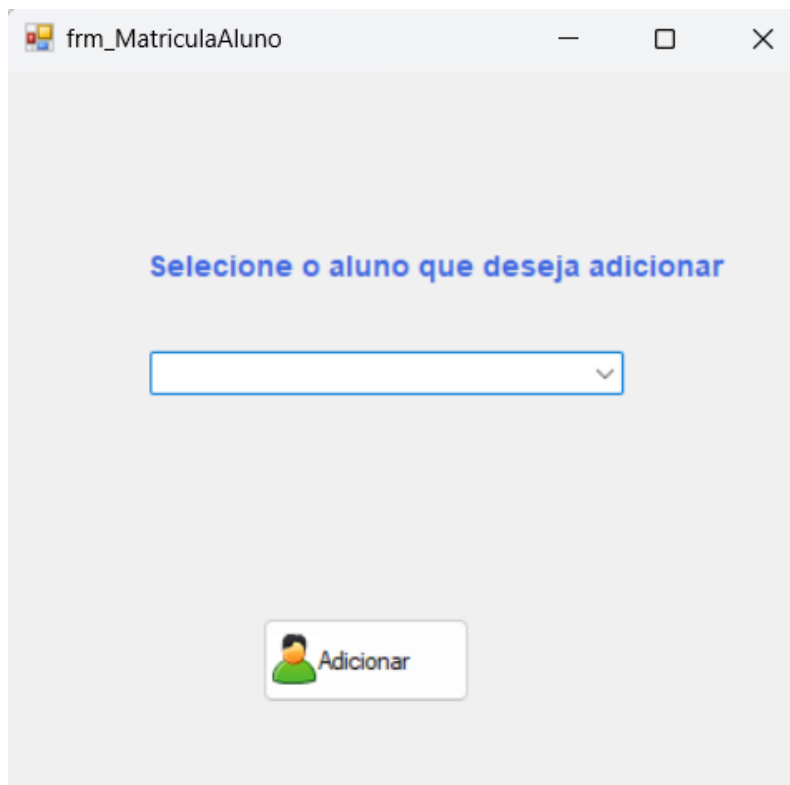 frm_MatriculaAluno
Selecione o aluno que deseja adicionar
Adicionar